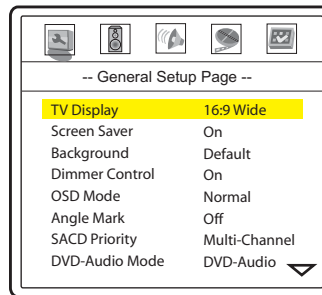 -- General Setup Page --
TV Display 16:9 Wide
Screen Saver On
Background Default
Dimmer Control On
OSD Mode Normal
Angle Mark Off
SACD Priority Multi-Channel
DVD-Audio Mode DVD-Audio